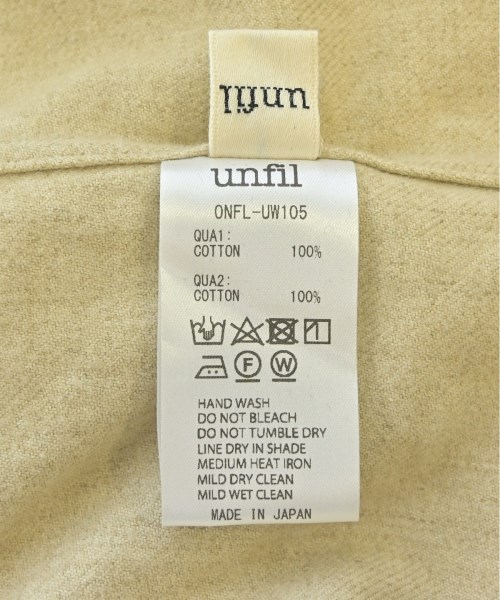 unfil
unfil
ONFL-UW105
QUA1:
COTTON 100%
QUA2:
COTTON 100%
F W
HAND WASH
DO NOT BLEACH
DO NOT TUMBLE DRY
LINE DRY IN SHADE
MEDIUM HEAT IRON
MILD DRY CLEAN
MILD WET CLEAN
MADE IN JAPAN